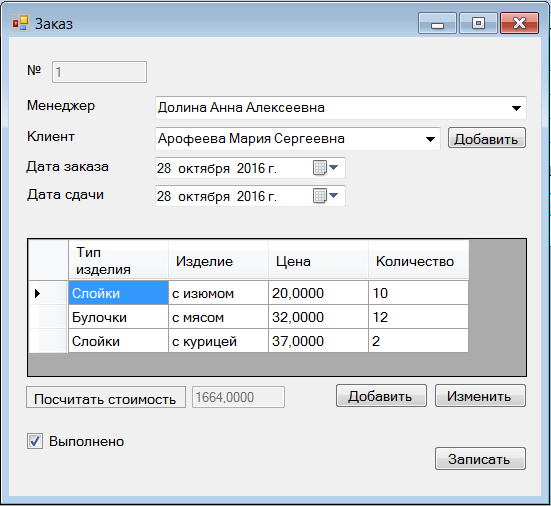 Заказ
№ 1
Менеджер Долина Анна Алексеевна
Клиент Арофеева Мария Сергеевна Добавить
Дата заказа 28 октября 2016 г.
Дата сдачи 28 октября 2016 г.
Тип изделия Изделие Цена Количество
Слойки с изюмом 20,0000 10
Булочки с мясом 32,0000 12
Слойки с курицей 37,0000 2
Посчитать стоимость 1664,0000 Добавить Изменить
Выполнено
Записать